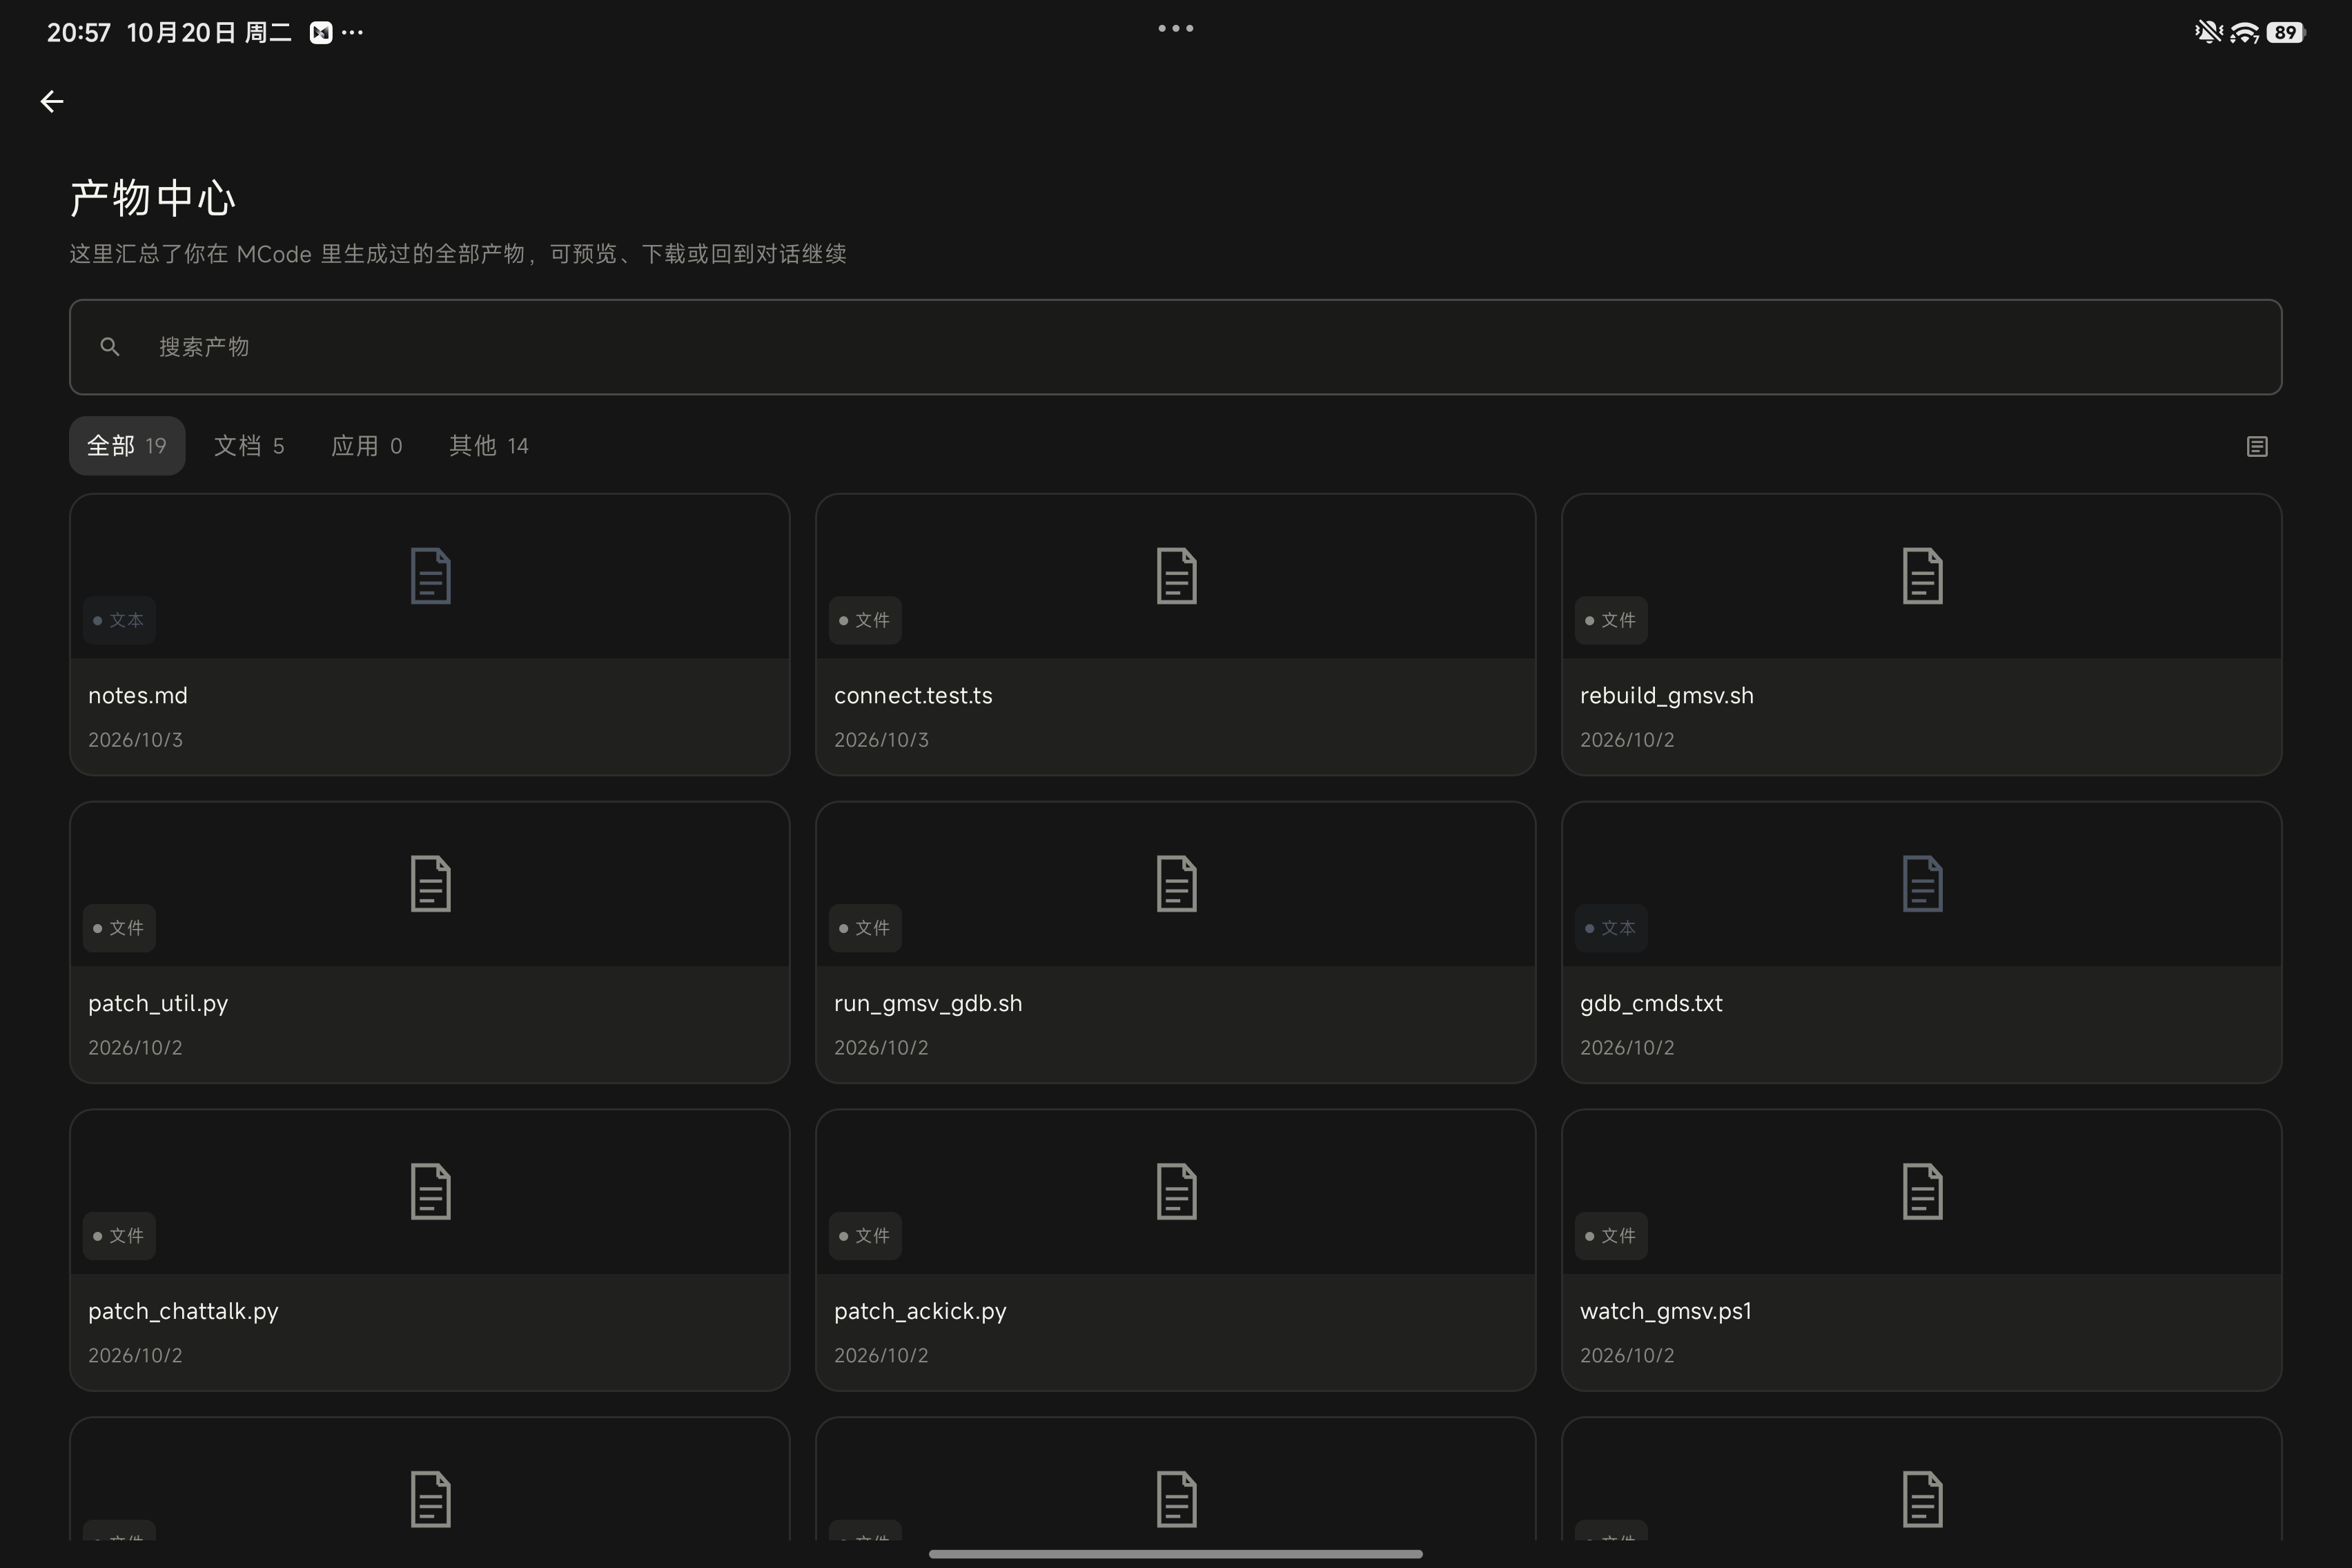 20:57 10月20日 周二 ···
89
产物中心
这里汇总了你在 MCode 里生成过的全部产物，可预览、下载或回到对话继续
搜索产物
全部 19 文档 5 应用 0 其他 14
文本
notes.md
2026/10/3
文件
connect.test.ts
2026/10/3
文件
rebuild_gmsv.sh
2026/10/2
文件
patch_util.py
2026/10/2
文件
run_gmsv_gdb.sh
2026/10/2
文本
gdb_cmds.txt
2026/10/2
文件
patch_chattalk.py
2026/10/2
文件
patch_ackick.py
2026/10/2
文件
watch_gmsv.ps1
2026/10/2